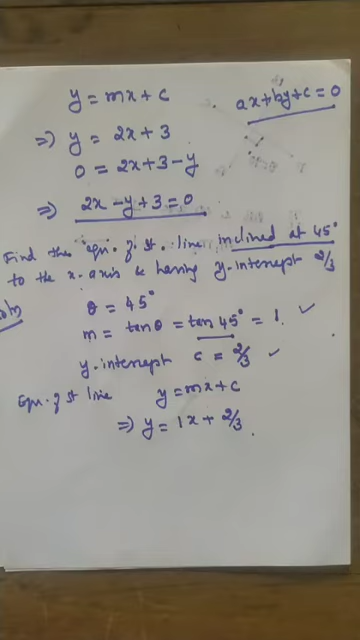 y = mx + c
ax+by+c = 0
⇒) y = 2x + 3
0 = 2x+3-y
⇒) 2x - y + 3 = 0
Find the eqn. of st. line inclined at 45°
to the x-axis & having y-intercept 2/3
θ = 45°
m = tanθ = tan 45° = 1. ✓
y-intercept c = 2/3 ✓
Eqn. of st line y = mx + c
⇒) y = 1x + 2/3.